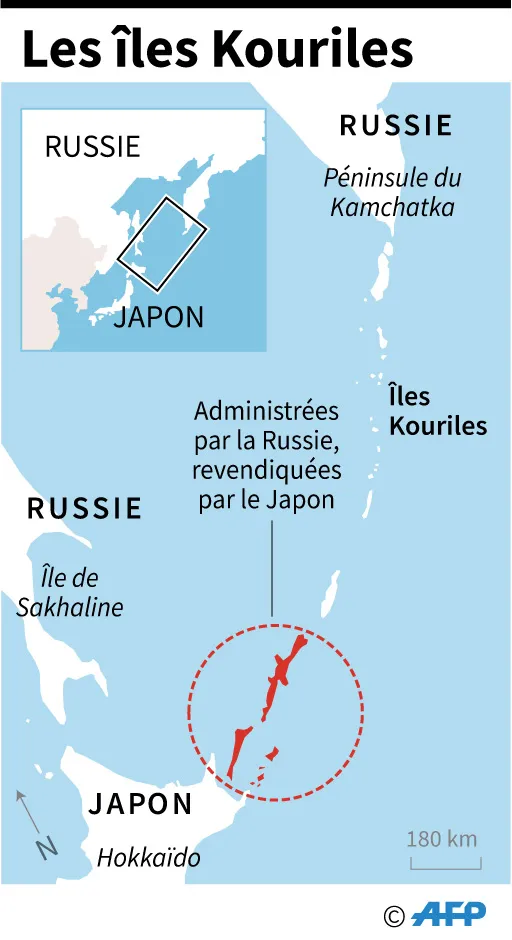 Les îles Kouriles
RUSSIE
JAPON
RUSSIE
Péninsule du
Kamchatka
Îles
Kouriles
Administrées
par la Russie,
revendiquées
par le Japon
RUSSIE
Île de
Sakhaline
JAPON
Hokkaïdo
N
180 km
© AFP